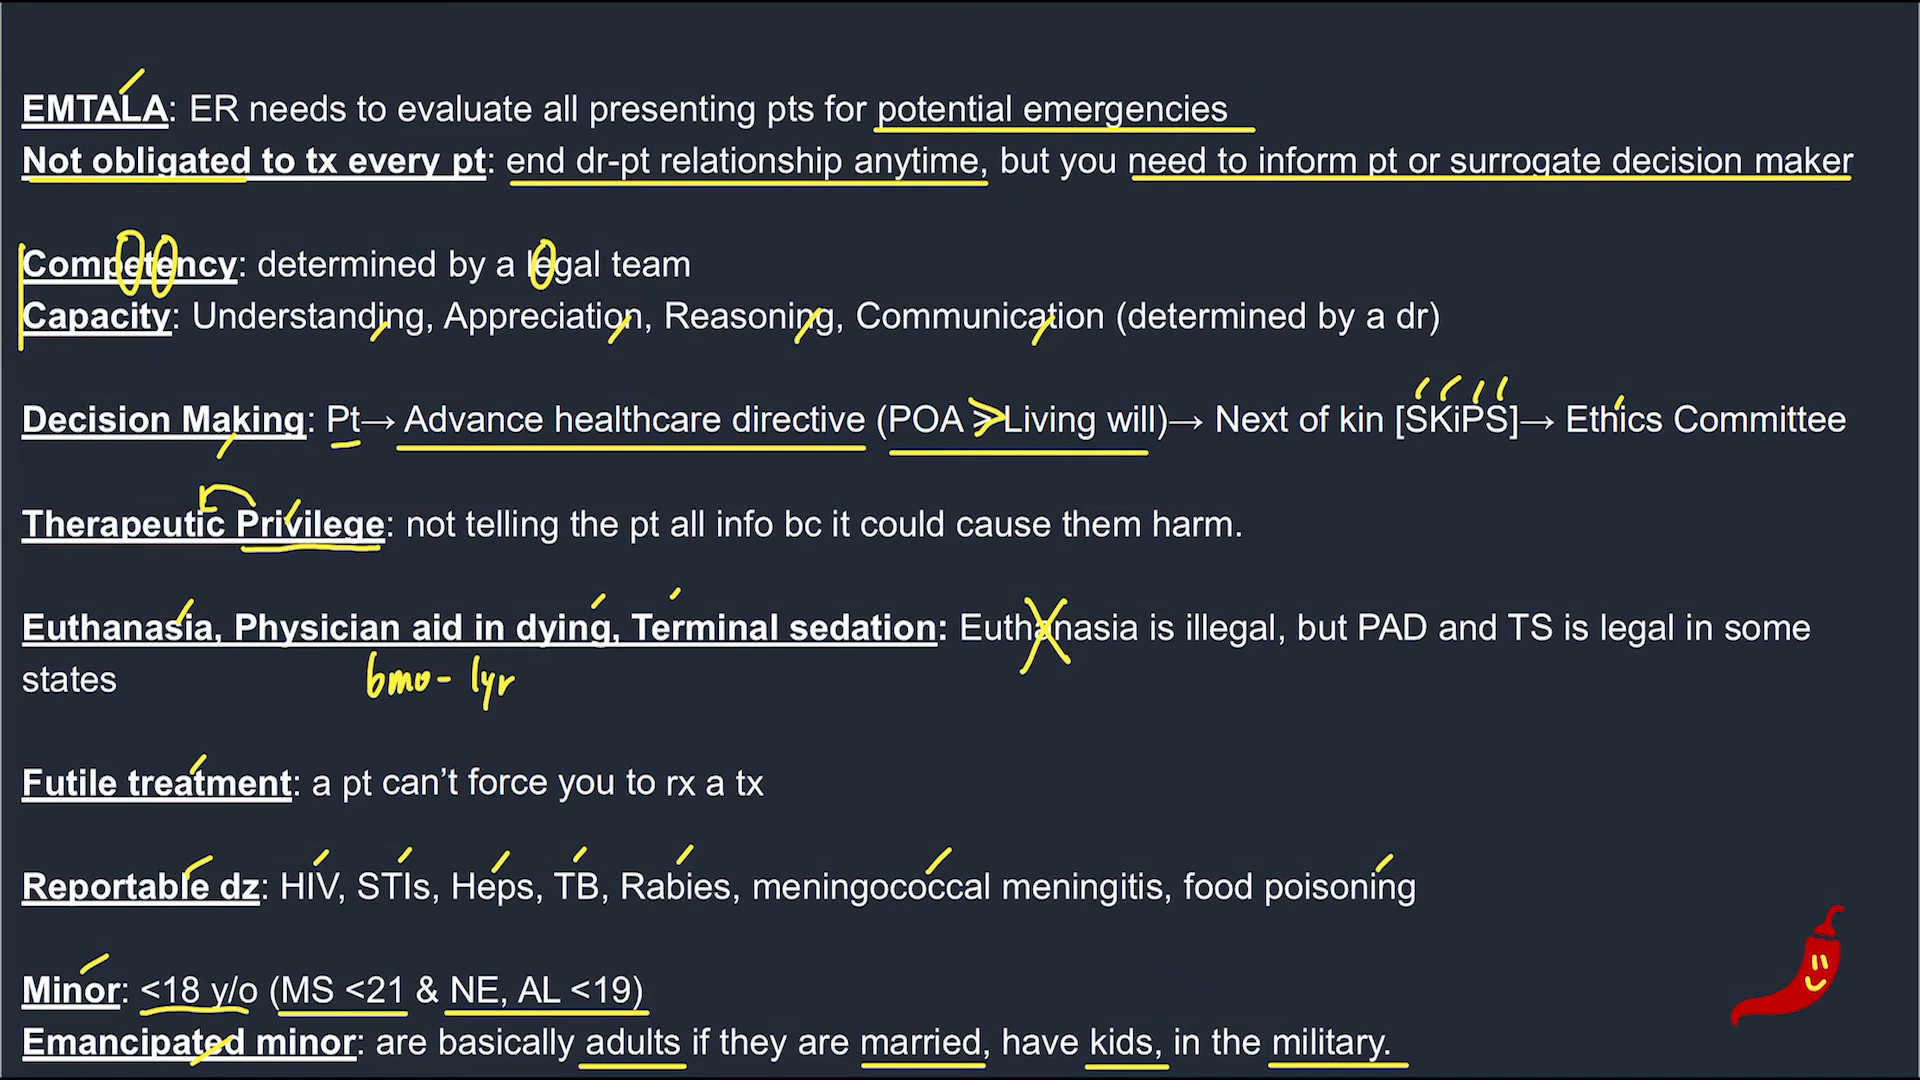 EMTALA: ER needs to evaluate all presenting pts for potential emergencies
Not obligated to tx every pt: end dr-pt relationship anytime, but you need to inform pt or surrogate decision maker
Competency: determined by a legal team
Capacity: Understanding, Appreciation, Reasoning, Communication (determined by a dr)
Decision Making: Pt→ Advance healthcare directive (POA > Living will)→ Next of kin [SKiPS]→ Ethics Committee
Therapeutic Privilege: not telling the pt all info bc it could cause them harm.
Euthanasia, Physician aid in dying, Terminal sedation: Euthanasia is illegal, but PAD and TS is legal in some
states
6mo - 1yr
Futile treatment: a pt can’t force you to rx a tx
Reportable dz: HIV, STIs, Heps, TB, Rabies, meningococcal meningitis, food poisoning
Minor: <18 y/o (MS <21 & NE, AL <19)
Emancipated minor: are basically adults if they are married, have kids, in the military.